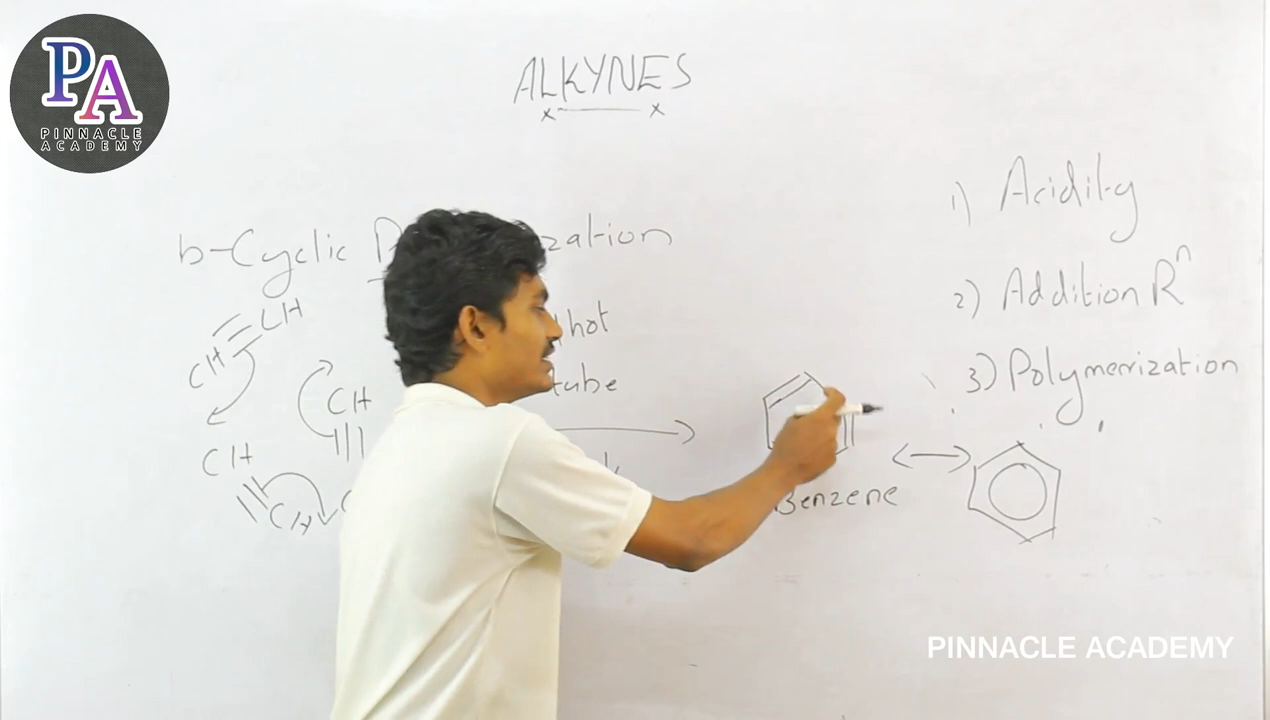 PA
PINNACLE
ACADEMY
ALKYNES
x x
b-Cyclic
zation
CH
CH
CH
CH
CH
hot
tube
Benzene
1) Acidity
2) Addition Rⁿ
3) Polymerization
PINNACLE ACADEMY